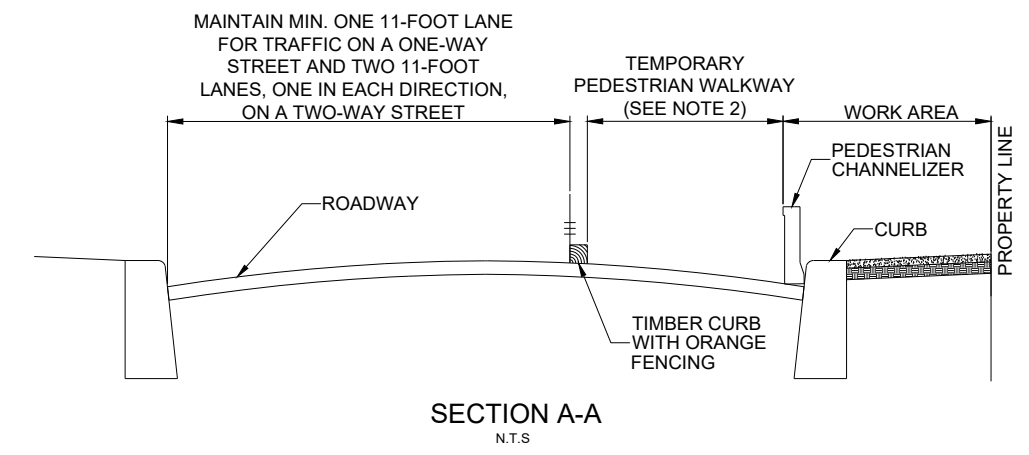 MAINTAIN MIN. ONE 11-FOOT LANE
FOR TRAFFIC ON A ONE-WAY
STREET AND TWO 11-FOOT
LANES, ONE IN EACH DIRECTION,
ON A TWO-WAY STREET
TEMPORARY
PEDESTRIAN WALKWAY
(SEE NOTE 2)
WORK AREA
PEDESTRIAN
CHANNELIZER
PROPERTY LINE
ROADWAY
CURB
TIMBER CURB
WITH ORANGE
FENCING
SECTION A-A
N.T.S